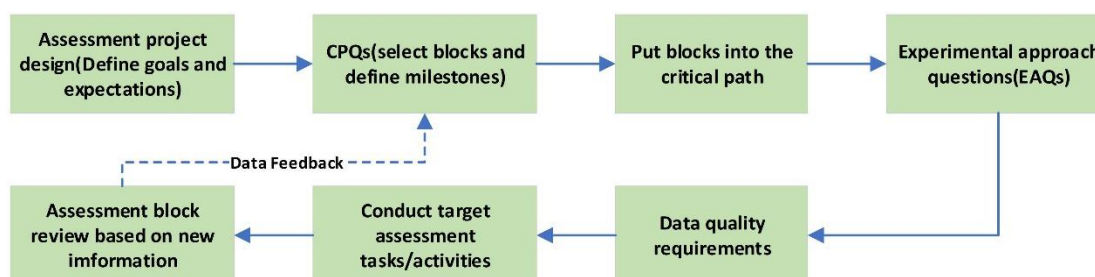 Assessment project
design(Define goals and
expectations)
CPQs(select blocks and
define milestones)
Put blocks into the
critical path
Experimental approach
questions(EAQs)
Data Feedback
Assessment block
review based on new
imformation
Conduct target
assessment
tasks/activities
Data quality
requirements